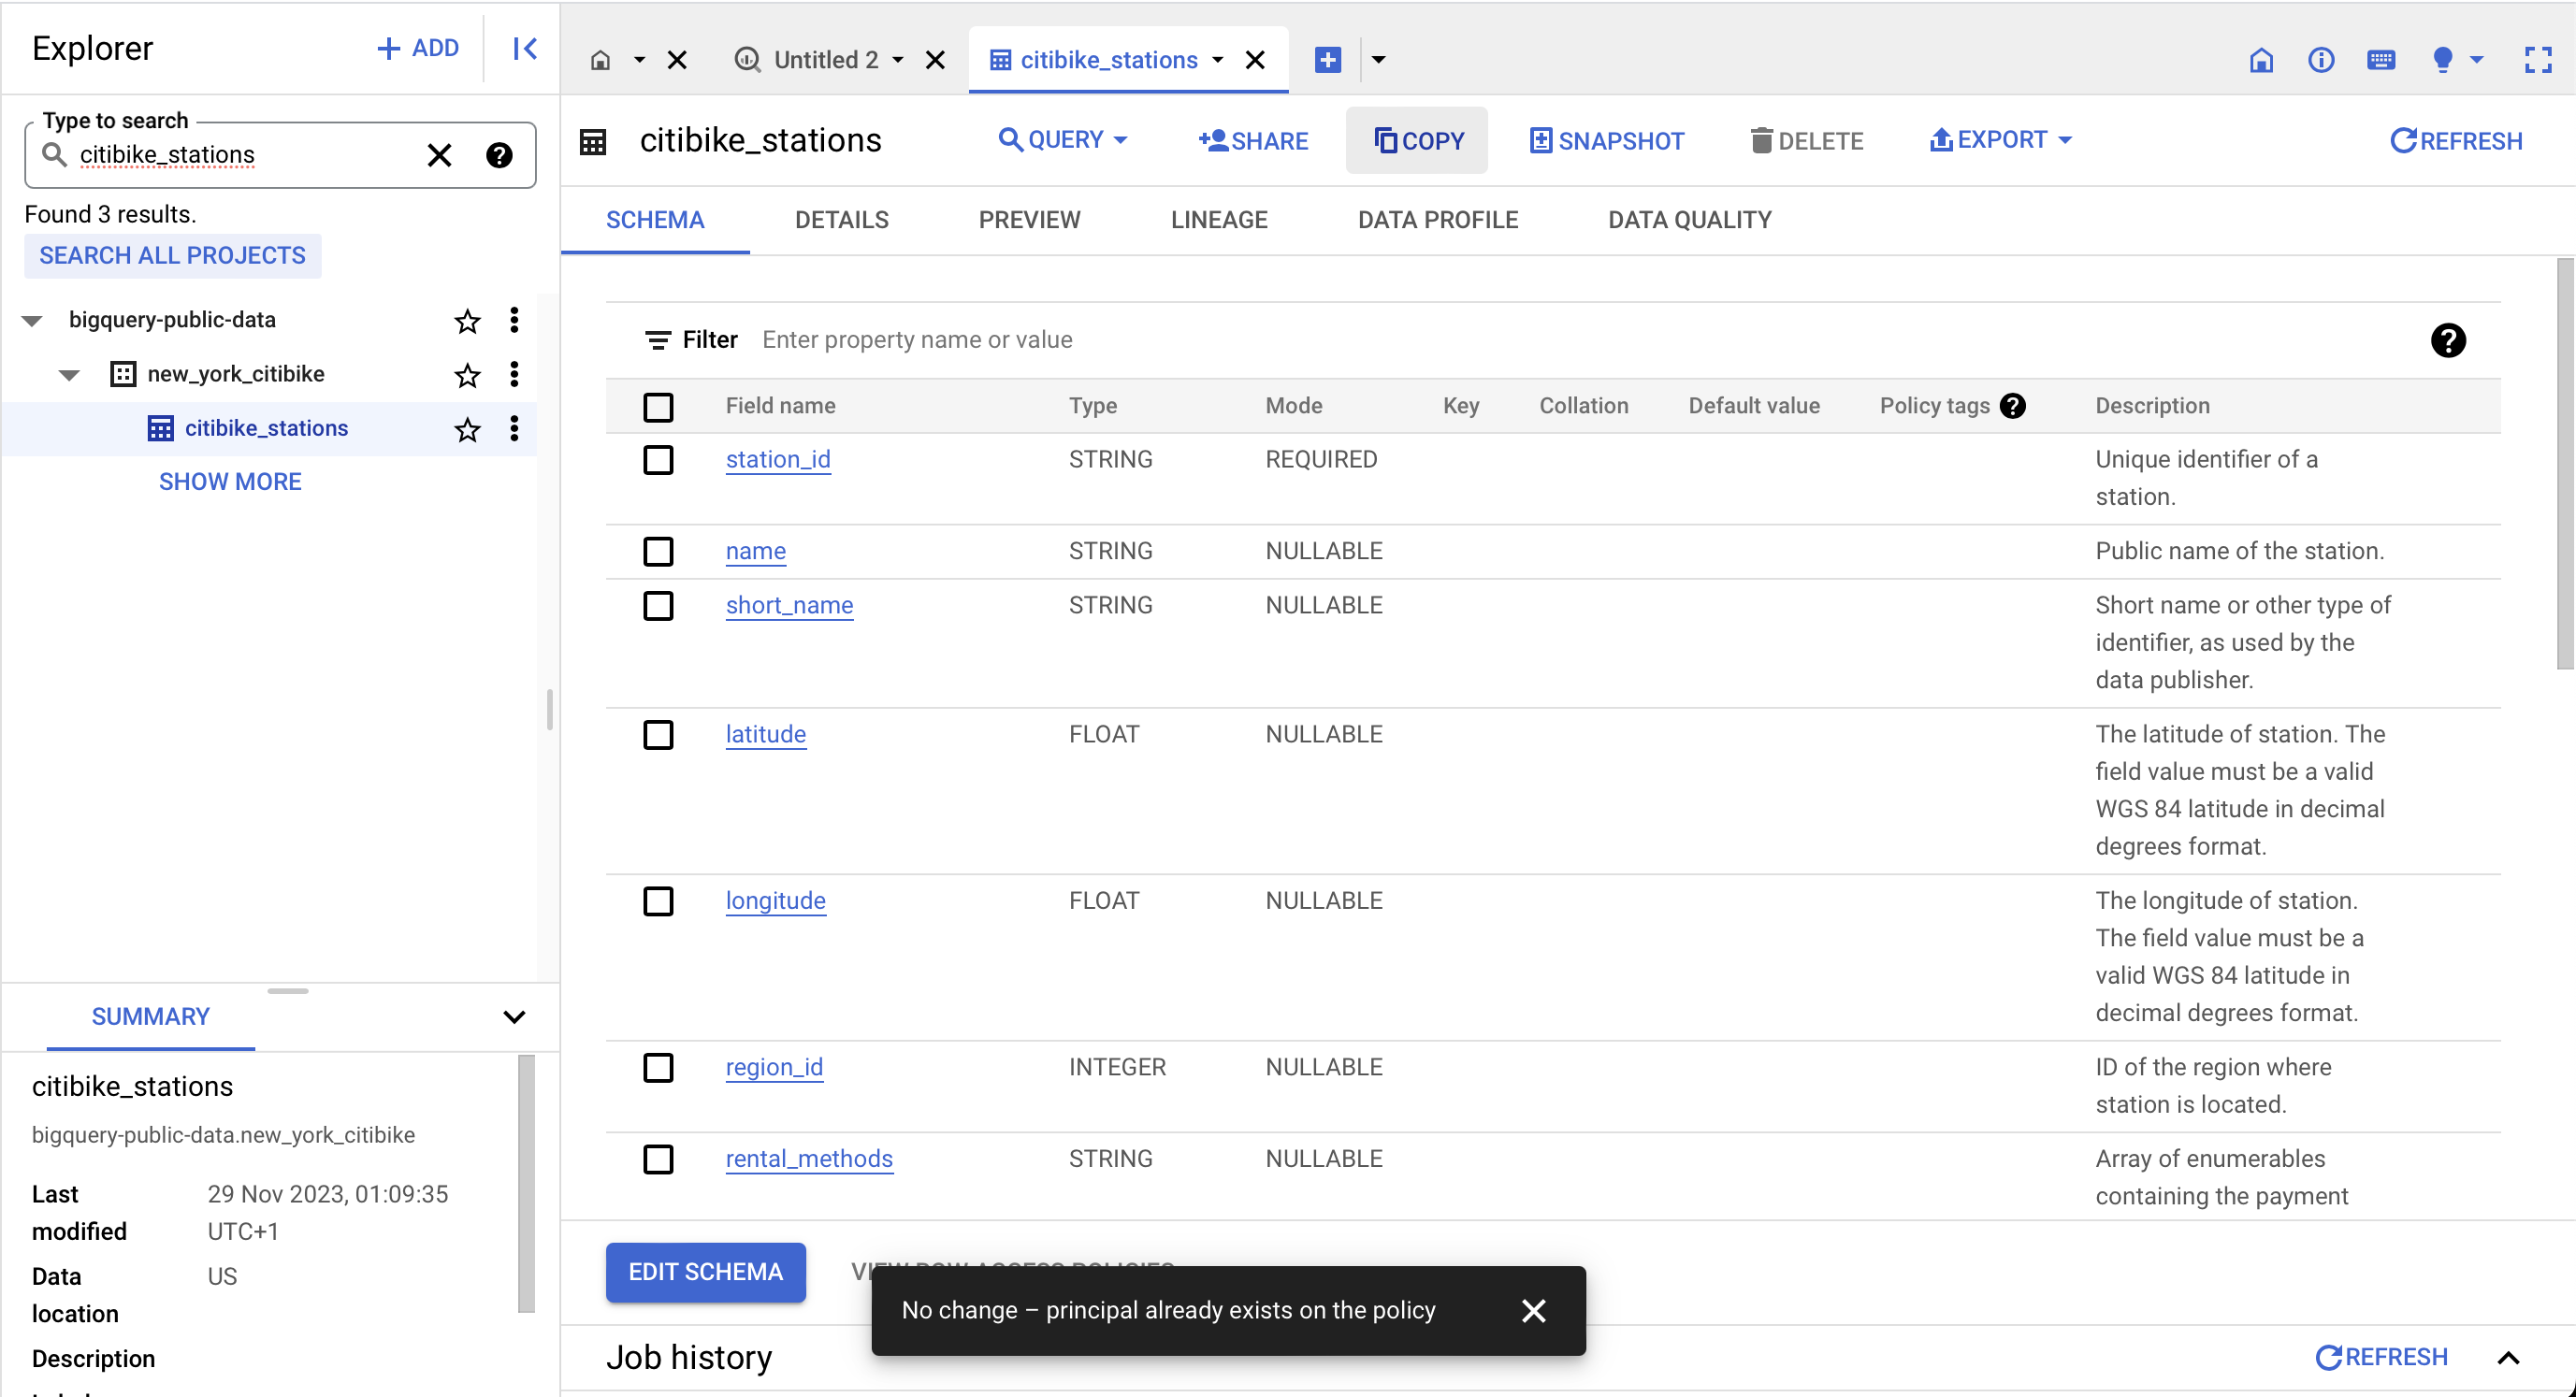 Explorer
ADD
Untitled 2
citibike_stations
Type to search
citibike_stations
Found 3 results.
SEARCH ALL PROJECTS
bigquery-public-data
new_york_citibike
citibike_stations
SHOW MORE
SUMMARY
citibike_stations
bigquery-public-data.new_york_citibike
Last modified 29 Nov 2023, 01:09:35 UTC+1
Data location US
Description
citibike_stations
QUERY
SHARE
COPY
SNAPSHOT
DELETE
EXPORT
REFRESH
SCHEMA
DETAILS
PREVIEW
LINEAGE
DATA PROFILE
DATA QUALITY
Filter Enter property name or value
Field name Type Mode Key Collation Default value Policy tags Description
station_id STRING REQUIRED Unique identifier of a
station.
name STRING NULLABLE Public name of the station.
short_name STRING NULLABLE Short name or other type of
identifier, as used by the
data publisher.
latitude FLOAT NULLABLE The latitude of station. The
field value must be a valid
WGS 84 latitude in decimal
degrees format.
longitude FLOAT NULLABLE The longitude of station.
The field value must be a
valid WGS 84 latitude in
decimal degrees format.
region_id INTEGER NULLABLE ID of the region where
station is located.
rental_methods STRING NULLABLE Array of enumerables
containing the payment
EDIT SCHEMA
VIEW ROW ACCESS POLICIES
No change – principal already exists on the policy
Job history
REFRESH